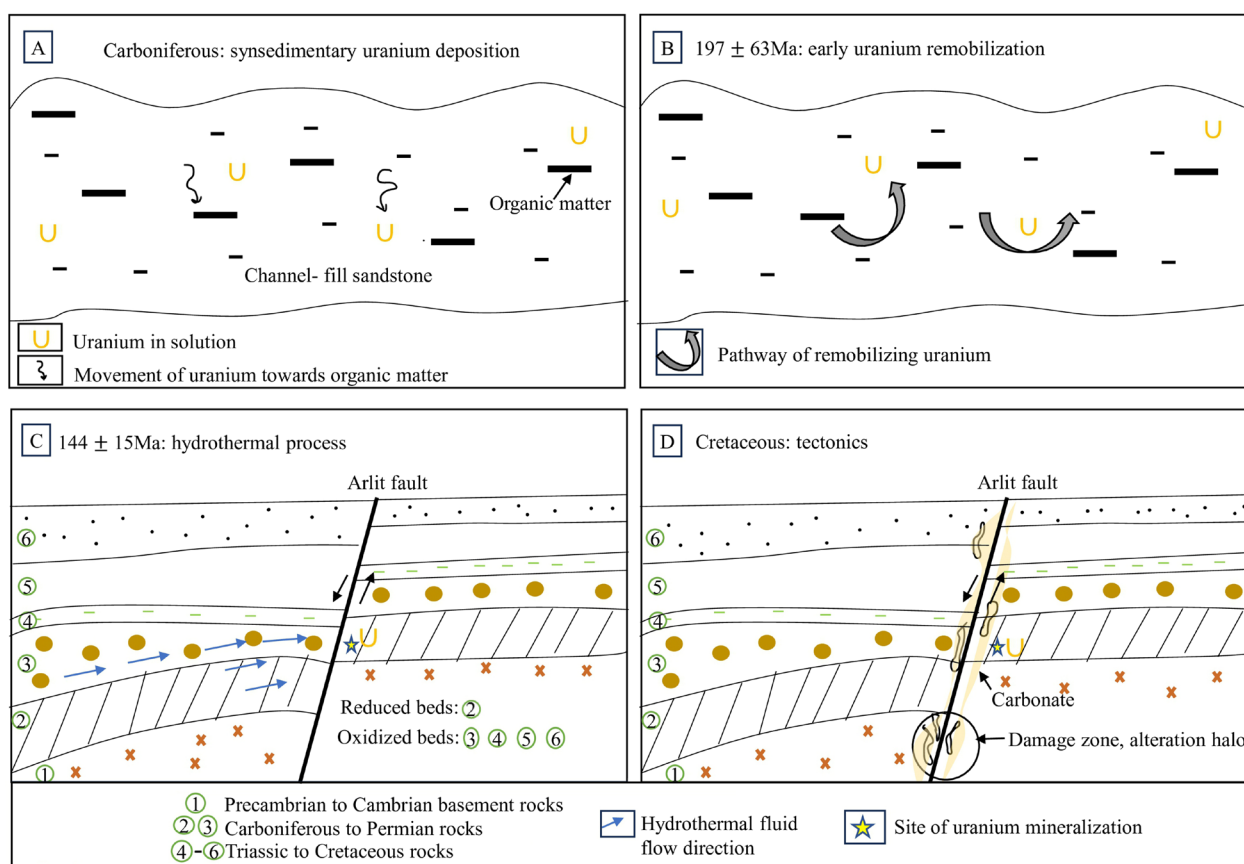 A
Carboniferous: synsedimentary uranium deposition
U
U
U
U
Organic matter
Channel- fill sandstone
U Uranium in solution
Movement of uranium towards organic matter
B
197 ± 63Ma: early uranium remobilization
U
U
U
U
Pathway of remobilizing uranium
C
144 ± 15Ma: hydrothermal process
Arlit fault
6
5
4
3
U
2
Reduced beds: 2
Oxidized beds: 3 4 5 6
1
D
Cretaceous: tectonics
Arlit fault
6
5
4
3
U
Carbonate
2
Damage zone, alteration halo
1
1 Precambrian to Cambrian basement rocks
2 3 Carboniferous to Permian rocks
4-6 Triassic to Cretaceous rocks
Hydrothermal fluid
flow direction
Site of uranium mineralization